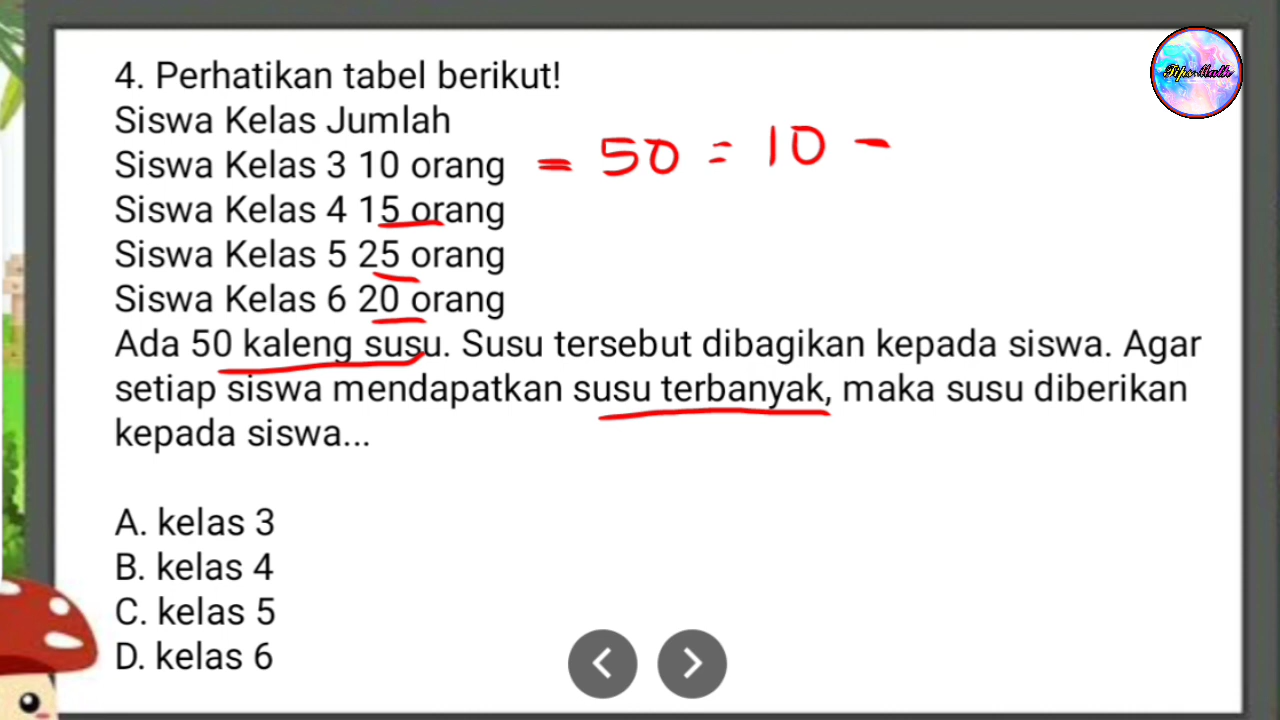 4. Perhatikan tabel berikut!
Siswa Kelas Jumlah
Siswa Kelas 3 10 orang = 50 = 10 -
Siswa Kelas 4 15 orang
Siswa Kelas 5 25 orang
Siswa Kelas 6 20 orang
Ada 50 kaleng susu. Susu tersebut dibagikan kepada siswa. Agar
setiap siswa mendapatkan susu terbanyak, maka susu diberikan
kepada siswa...
A. kelas 3
B. kelas 4
C. kelas 5
D. kelas 6
Tips Math